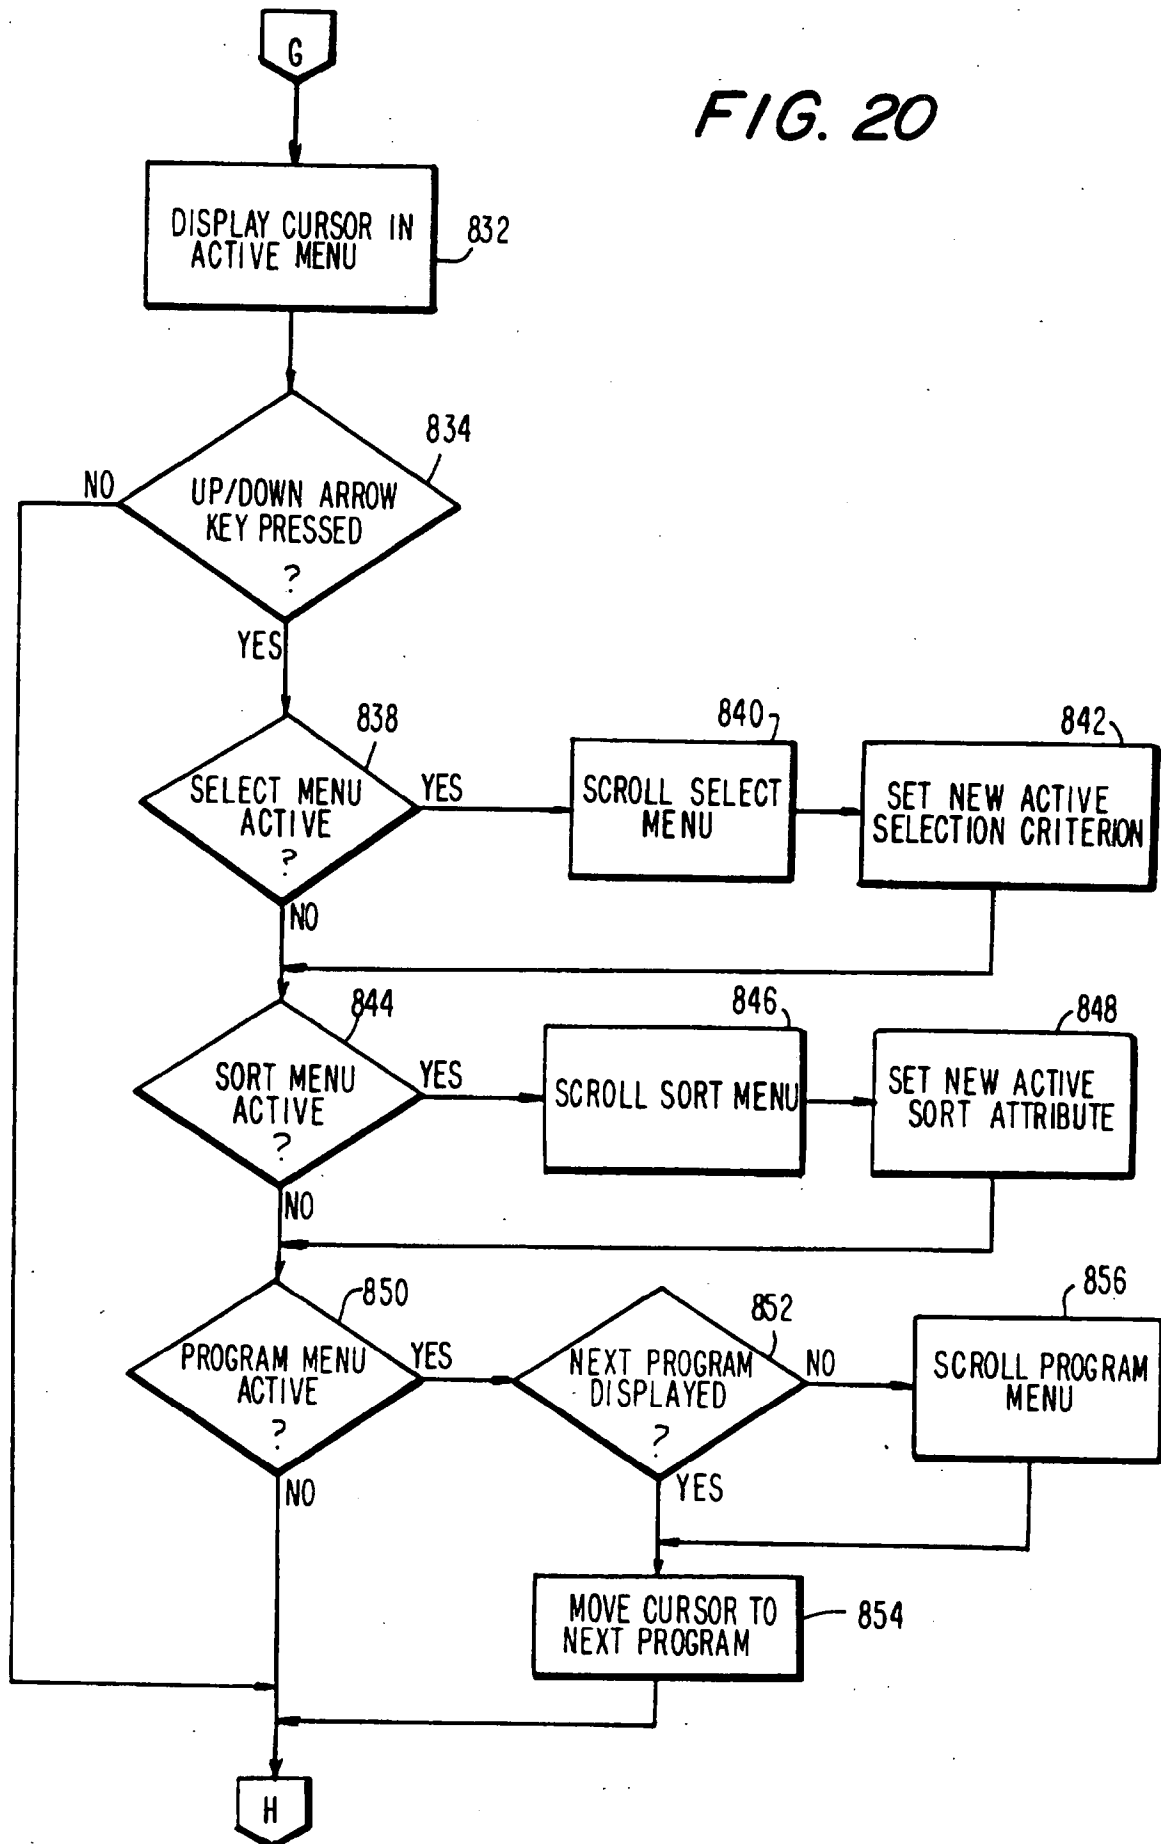 G
FIG. 20
DISPLAY CURSOR IN
ACTIVE MENU
832
834
NO
UP/DOWN ARROW
KEY PRESSED
?
YES
838
SELECT MENU
ACTIVE
?
YES
840
SCROLL SELECT
MENU
842
SET NEW ACTIVE
SELECTION CRITERION
NO
844
SORT MENU
ACTIVE
?
YES
846
SCROLL SORT MENU
848
SET NEW ACTIVE
SORT ATTRIBUTE
NO
850
PROGRAM MENU
ACTIVE
?
YES
852
NEXT PROGRAM
DISPLAYED
?
NO
856
SCROLL PROGRAM
MENU
NO
YES
MOVE CURSOR TO
NEXT PROGRAM
854
H